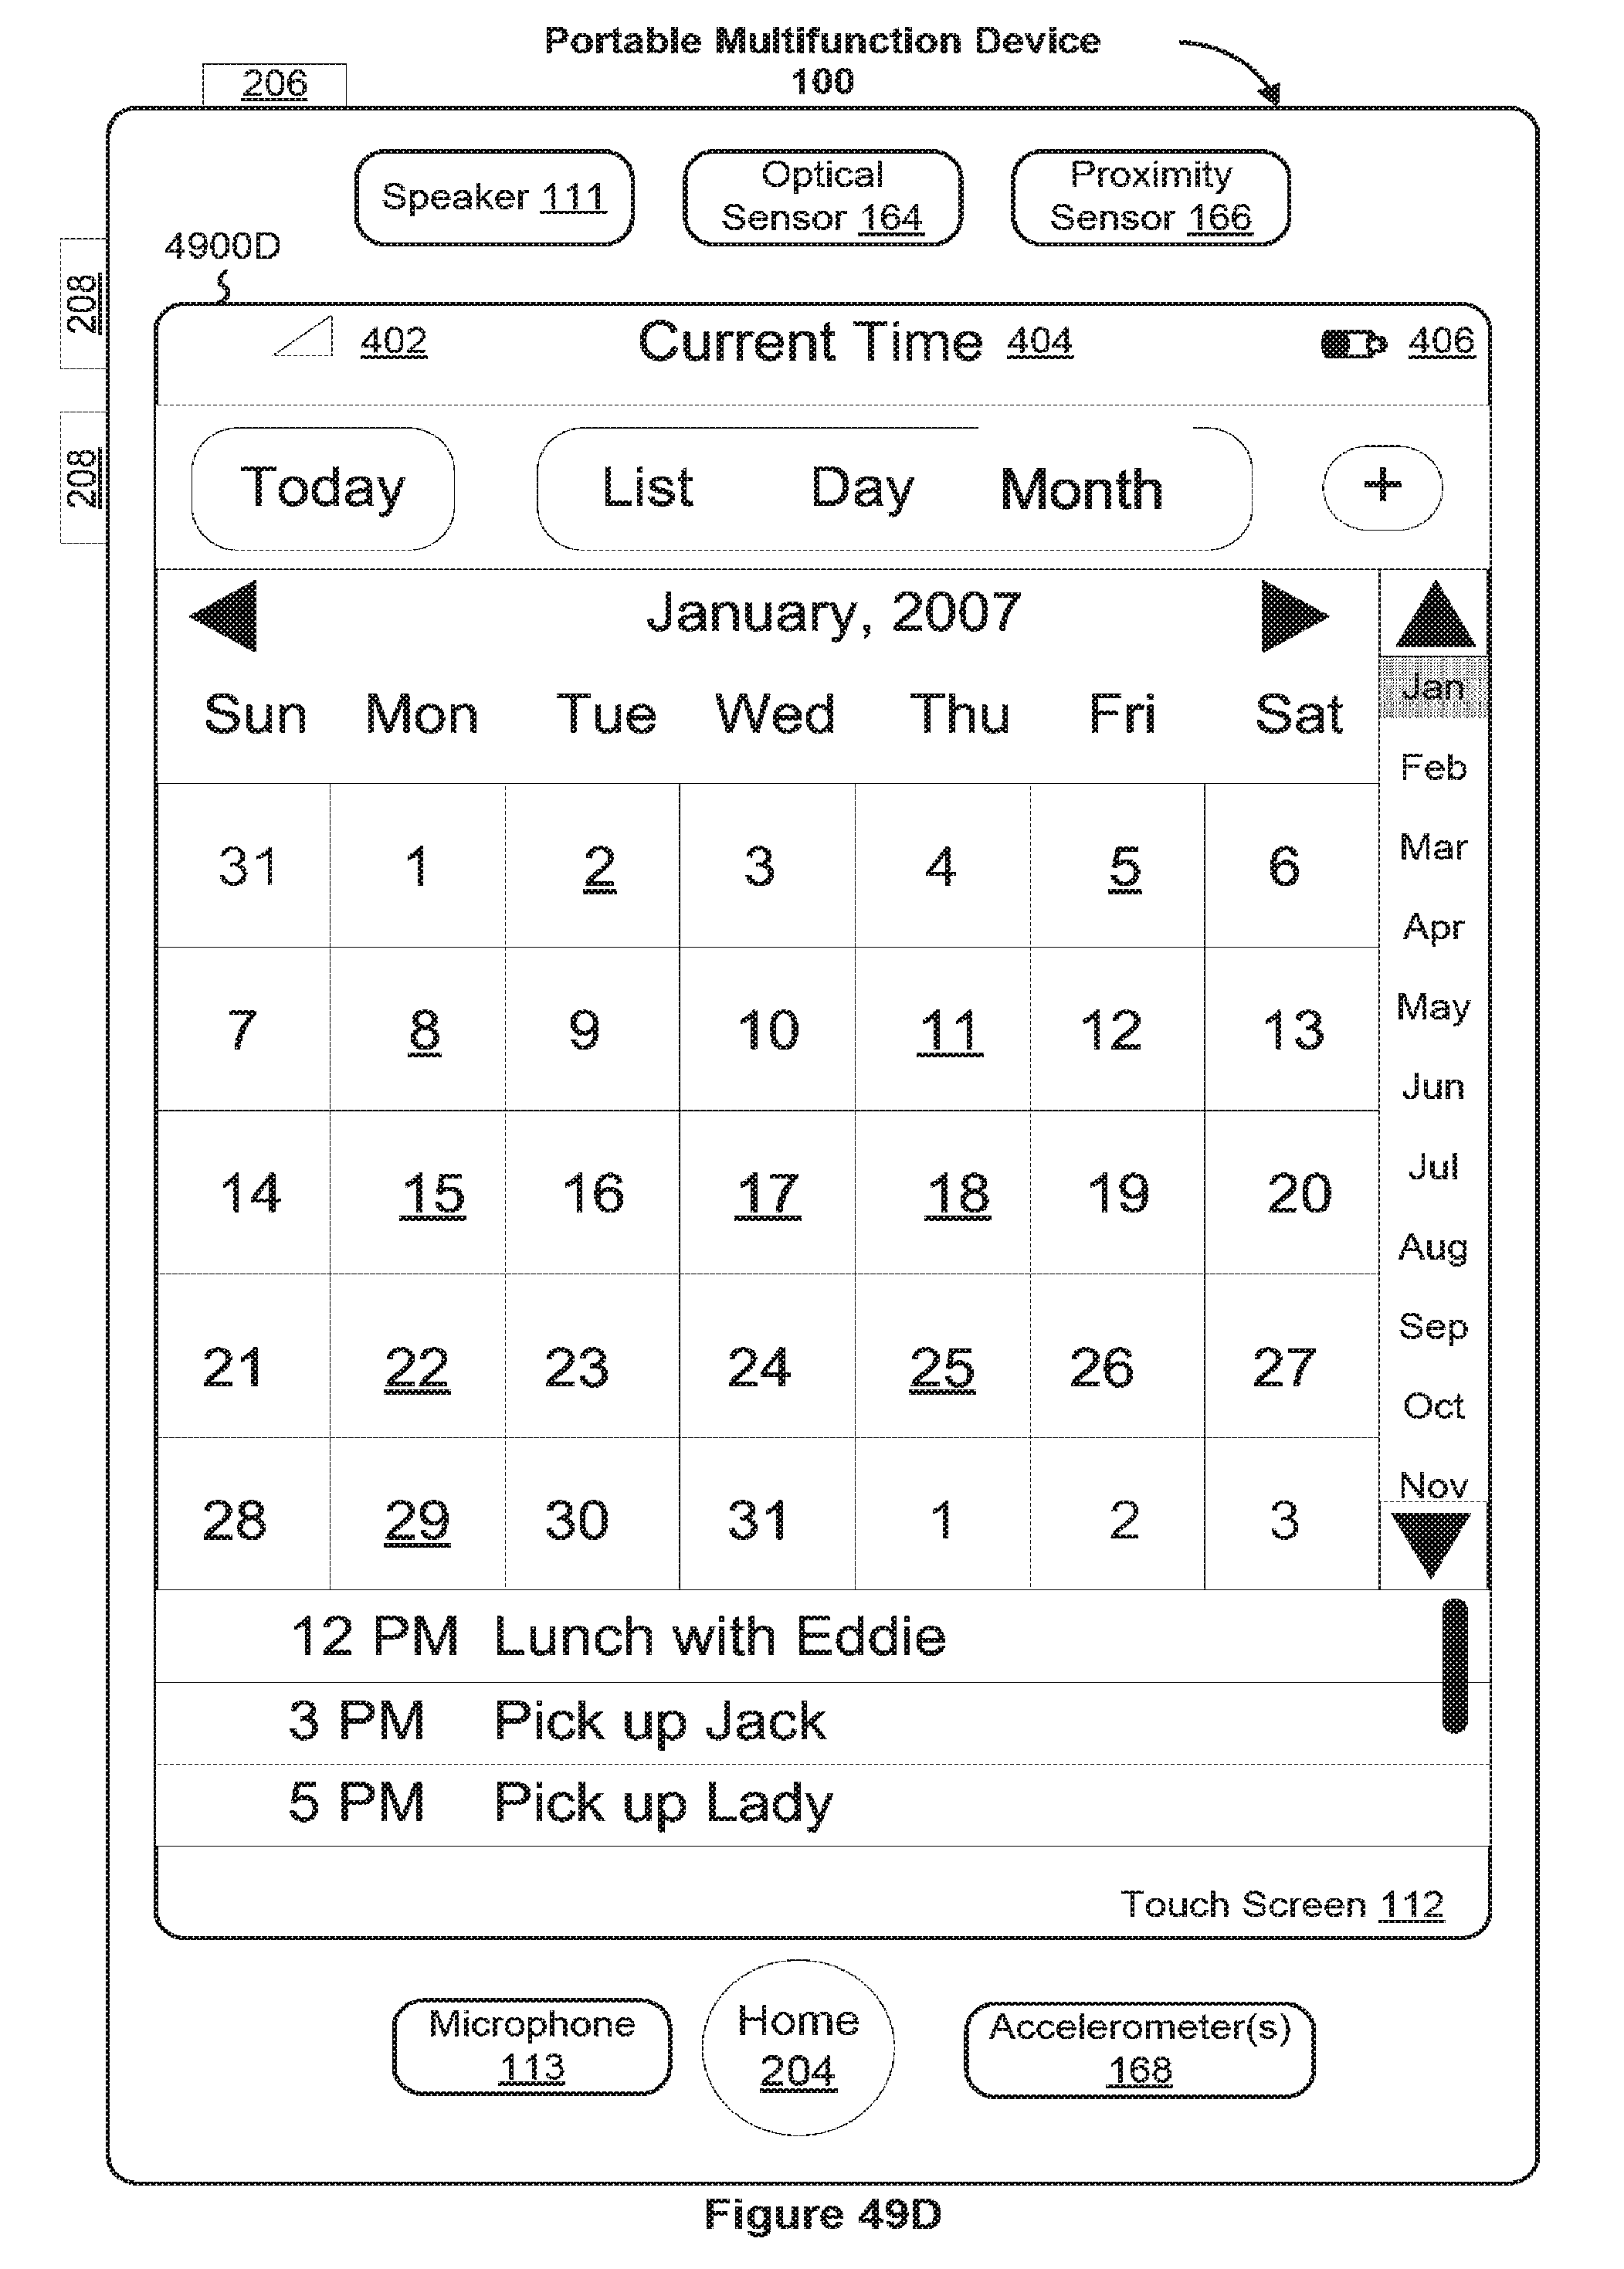 Portable Multifunction Device
100
206
Speaker 111
Optical
Sensor 164
Proximity
Sensor 166
4900D
208
208
402 Current Time 404 406
Today List Day Month +
January, 2007
Sun Mon Tue Wed Thu Fri Sat
31 1 2 3 4 5 6
7 8 9 10 11 12 13
14 15 16 17 18 19 20
21 22 23 24 25 26 27
28 29 30 31 1 2 3
Jan
Feb
Mar
Apr
May
Jun
Jul
Aug
Sep
Oct
Nov
12 PM Lunch with Eddie
3 PM Pick up Jack
5 PM Pick up Lady
Touch Screen 112
Microphone
113
Home
204
Accelerometer(s)
168
Figure 49D